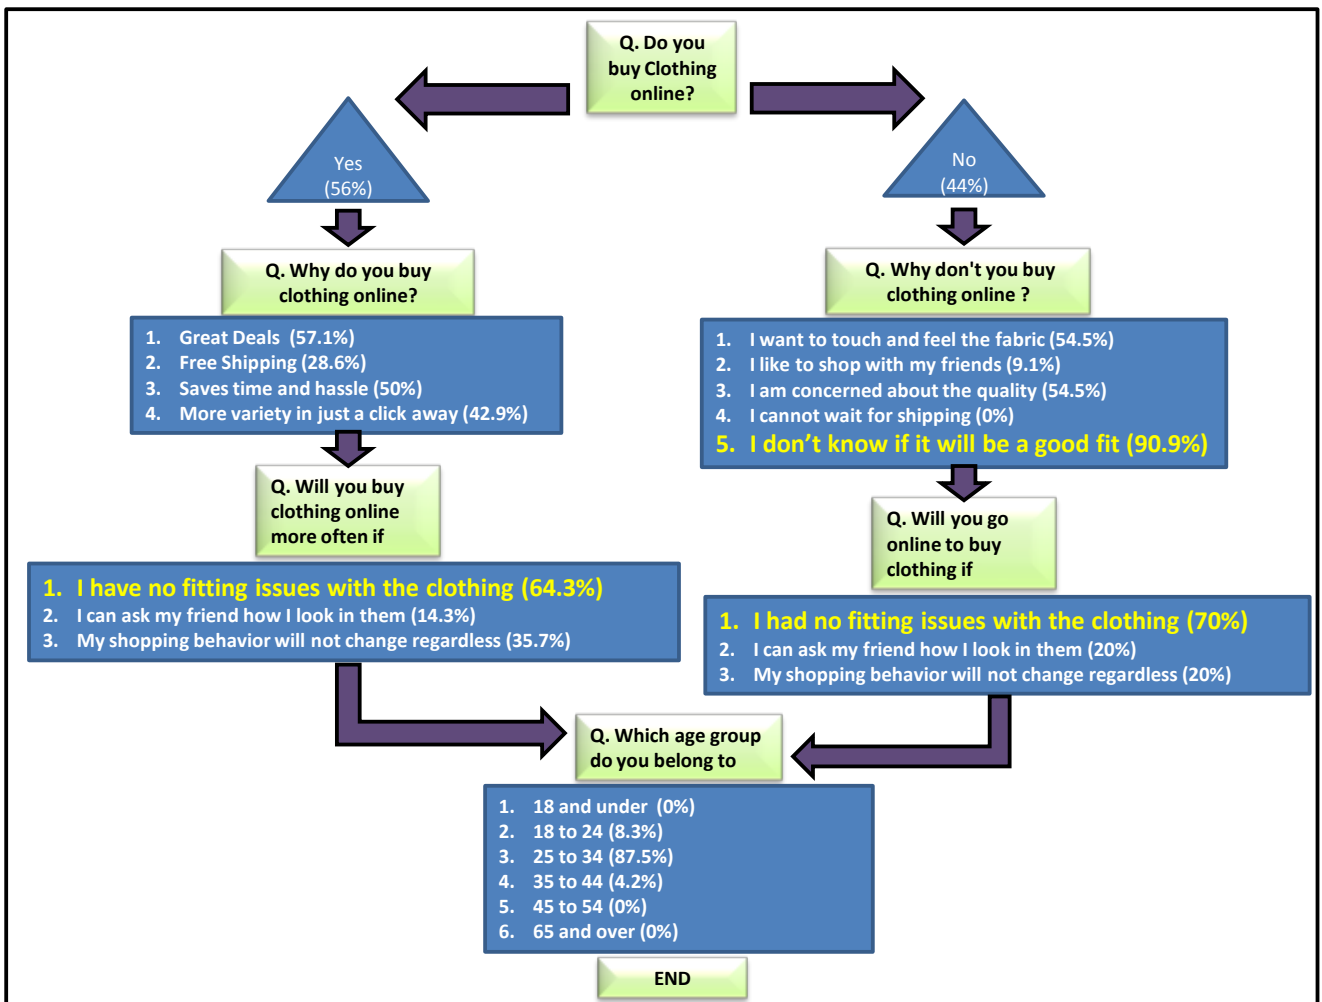 Q. Do you
buy Clothing
online?
Yes
(56%)
No
(44%)
Q. Why do you buy
clothing online?
1. Great Deals (57.1%)
2. Free Shipping (28.6%)
3. Saves time and hassle (50%)
4. More variety in just a click away (42.9%)
Q. Will you buy
clothing online
more often if
1. I have no fitting issues with the clothing (64.3%)
2. I can ask my friend how I look in them (14.3%)
3. My shopping behavior will not change regardless (35.7%)
Q. Why don't you buy
clothing online ?
1. I want to touch and feel the fabric (54.5%)
2. I like to shop with my friends (9.1%)
3. I am concerned about the quality (54.5%)
4. I cannot wait for shipping (0%)
5. I don’t know if it will be a good fit (90.9%)
Q. Will you go
online to buy
clothing if
1. I had no fitting issues with the clothing (70%)
2. I can ask my friend how I look in them (20%)
3. My shopping behavior will not change regardless (20%)
Q. Which age group
do you belong to
1. 18 and under (0%)
2. 18 to 24 (8.3%)
3. 25 to 34 (87.5%)
4. 35 to 44 (4.2%)
5. 45 to 54 (0%)
6. 65 and over (0%)
END